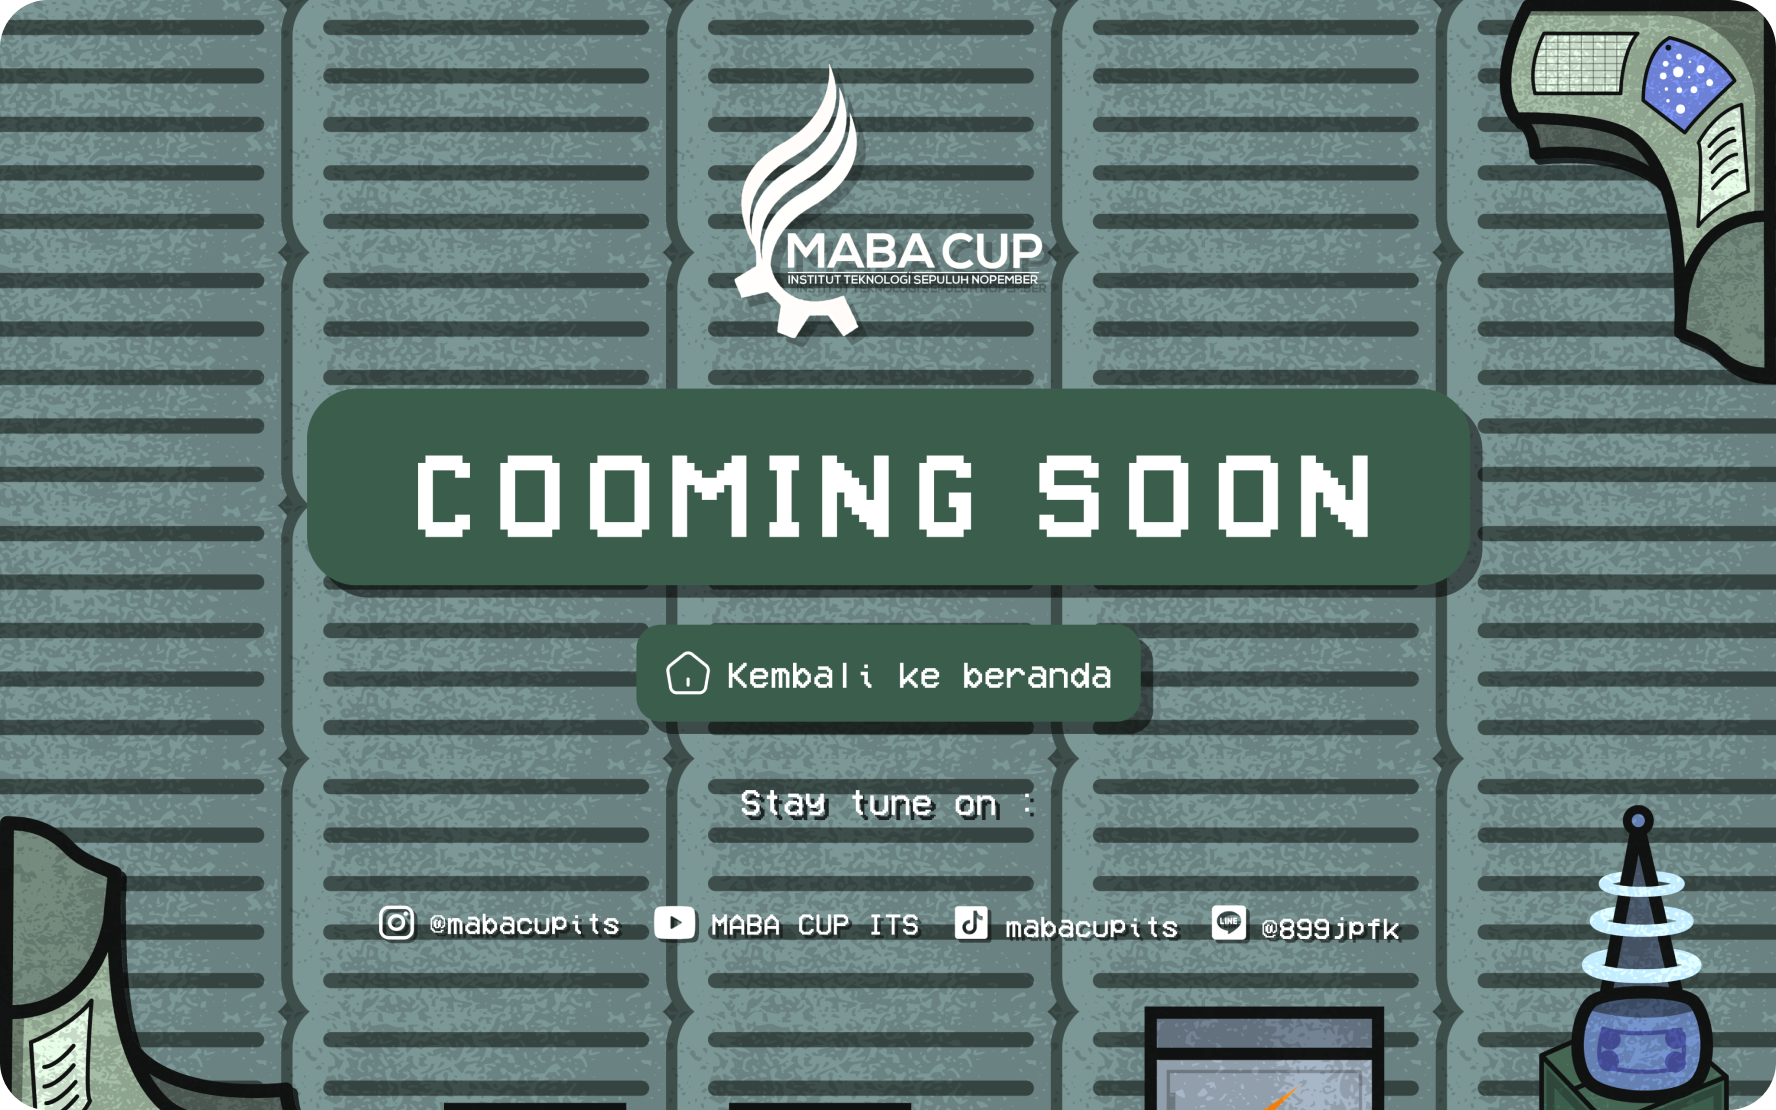 MABA CUP
INSTITUT TEKNOLOGI SEPULUH NOPEMBER
COOMING SOON
Kembali ke beranda
Stay tune on :
@mabacupits MABA CUP ITS mabacupits LINE @899jpfk